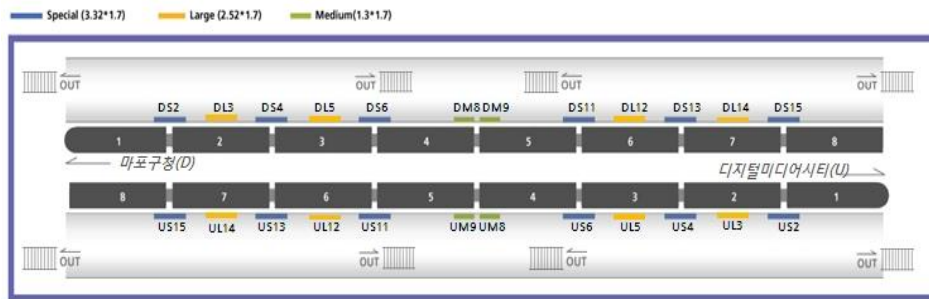 Special (3.32*1.7) Large (2.52*1.7) Medium(1.3*1.7)
OUT OUT OUT OUT
DS2 DL3 DS4 DL5 DS6 DM8 DM9 DS11 DL12 DS13 DL14 DS15
1 2 3 4 5 6 7 8
마포구청(D) 디지털미디어시티(U)
8 7 6 5 4 3 2 1
US15 UL14 US13 UL12 US11 UM9 UM8 US6 UL5 US4 UL3 US2
OUT OUT OUT OUT